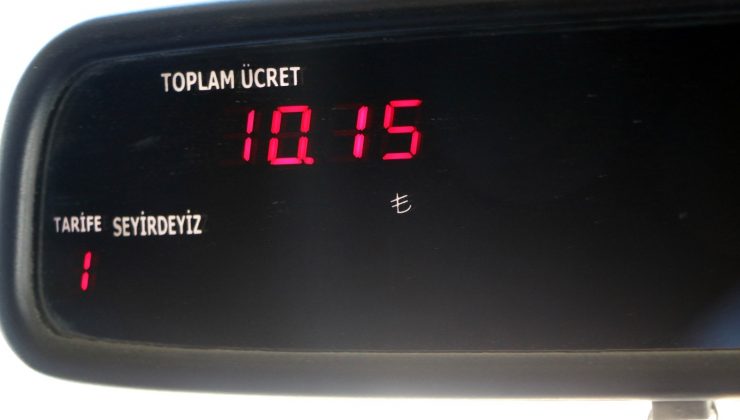 TOPLAM ÜCRET
10.15
₺
TARİFE SEYİRDEYİZ
1